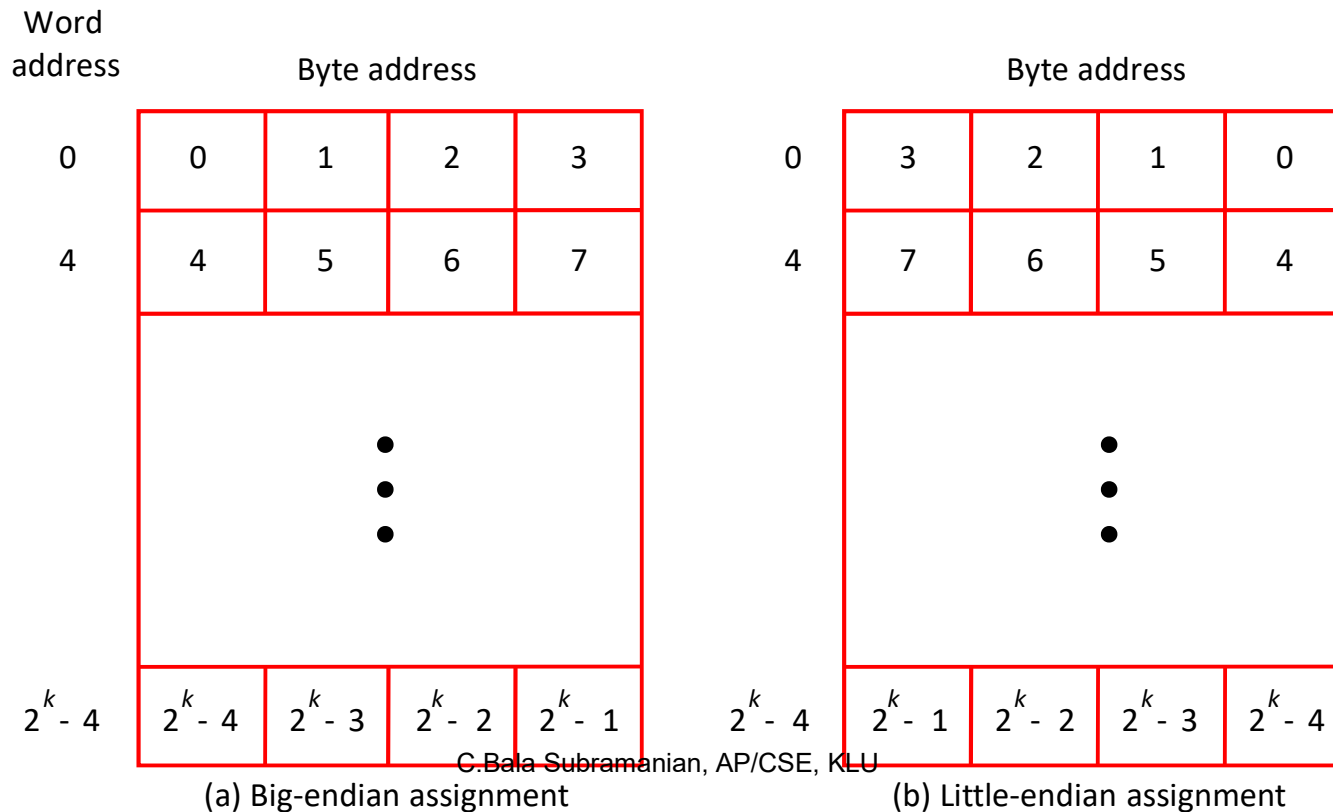 Word
address
Byte address
Byte address
0 0 1 2 3
0 3 2 1 0
4 4 5 6 7
4 7 6 5 4
2^k - 4 2^k - 4 2^k - 3 2^k - 2 2^k - 1
2^k - 4 2^k - 1 2^k - 2 2^k - 3 2^k - 4
C.Bala Subramanian, AP/CSE, KLU
(a) Big-endian assignment
(b) Little-endian assignment